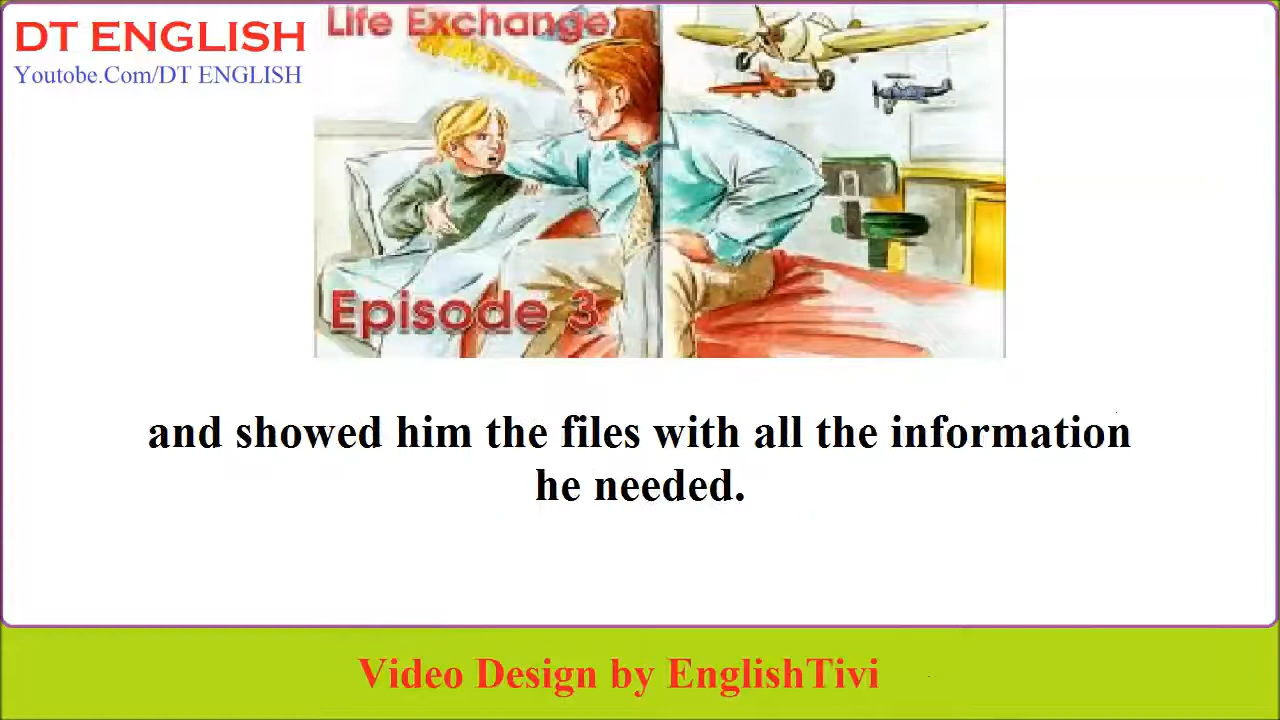 DT ENGLISH
Youtobe.Com/DT ENGLISH
Life Exchange
Episode 3
and showed him the files with all the information
he needed.
Video Design by EnglishTivi